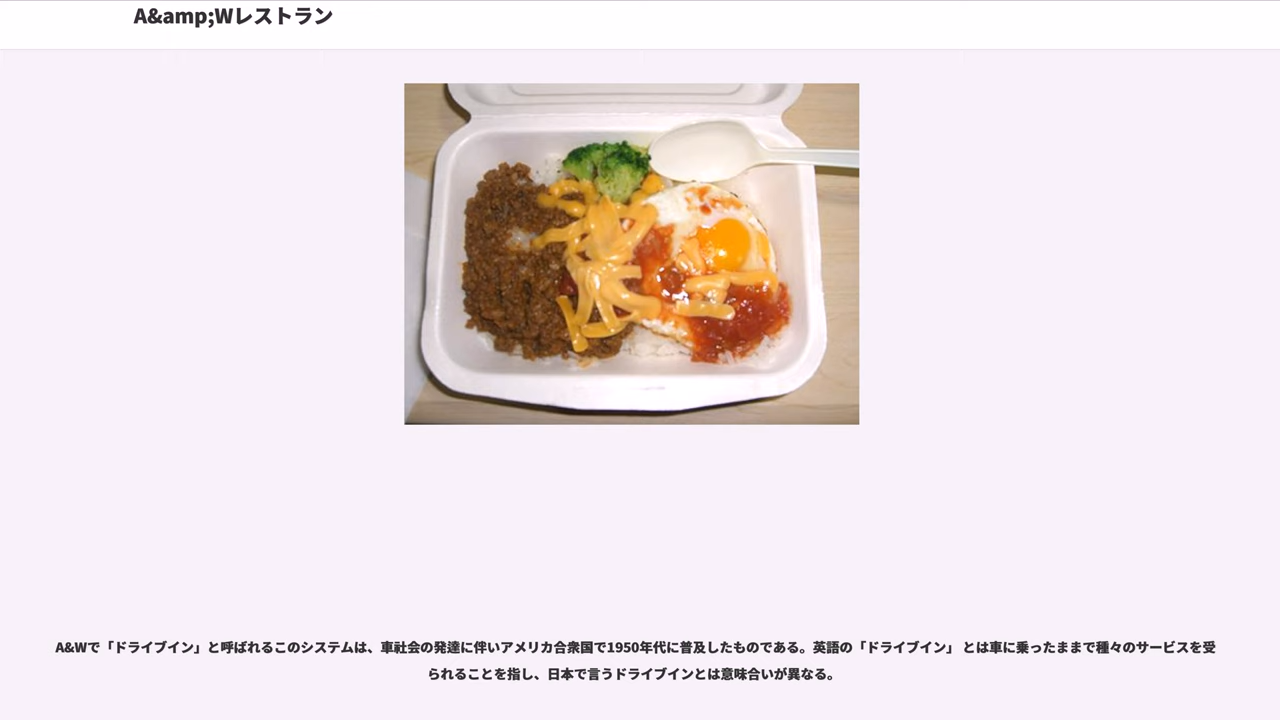 A&amp;Wレストラン
A&Wで「ドライブイン」と呼ばれるこのシステムは、車社会の発達に伴いアメリカ合衆国で1950年代に普及したものである。英語の「ドライブイン」 とは車に乗ったままで種々のサービスを受
られることを指し、日本で言うドライブインとは意味合いが異なる。